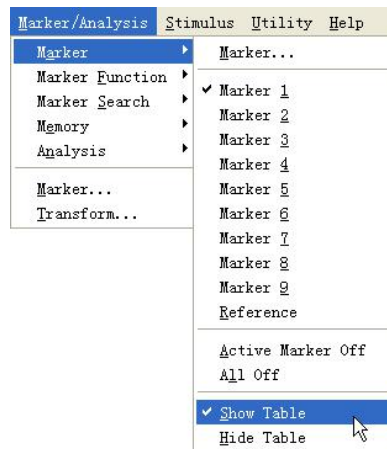 Marker/Analysis Stimulus Utility Help
Marker
Marker Function
Marker Search
Memory
Analysis
Marker...
Transform...
Marker...
Marker 1
Marker 2
Marker 3
Marker 4
Marker 5
Marker 6
Marker 7
Marker 8
Marker 9
Reference
Active Marker Off
All Off
Show Table
Hide Table